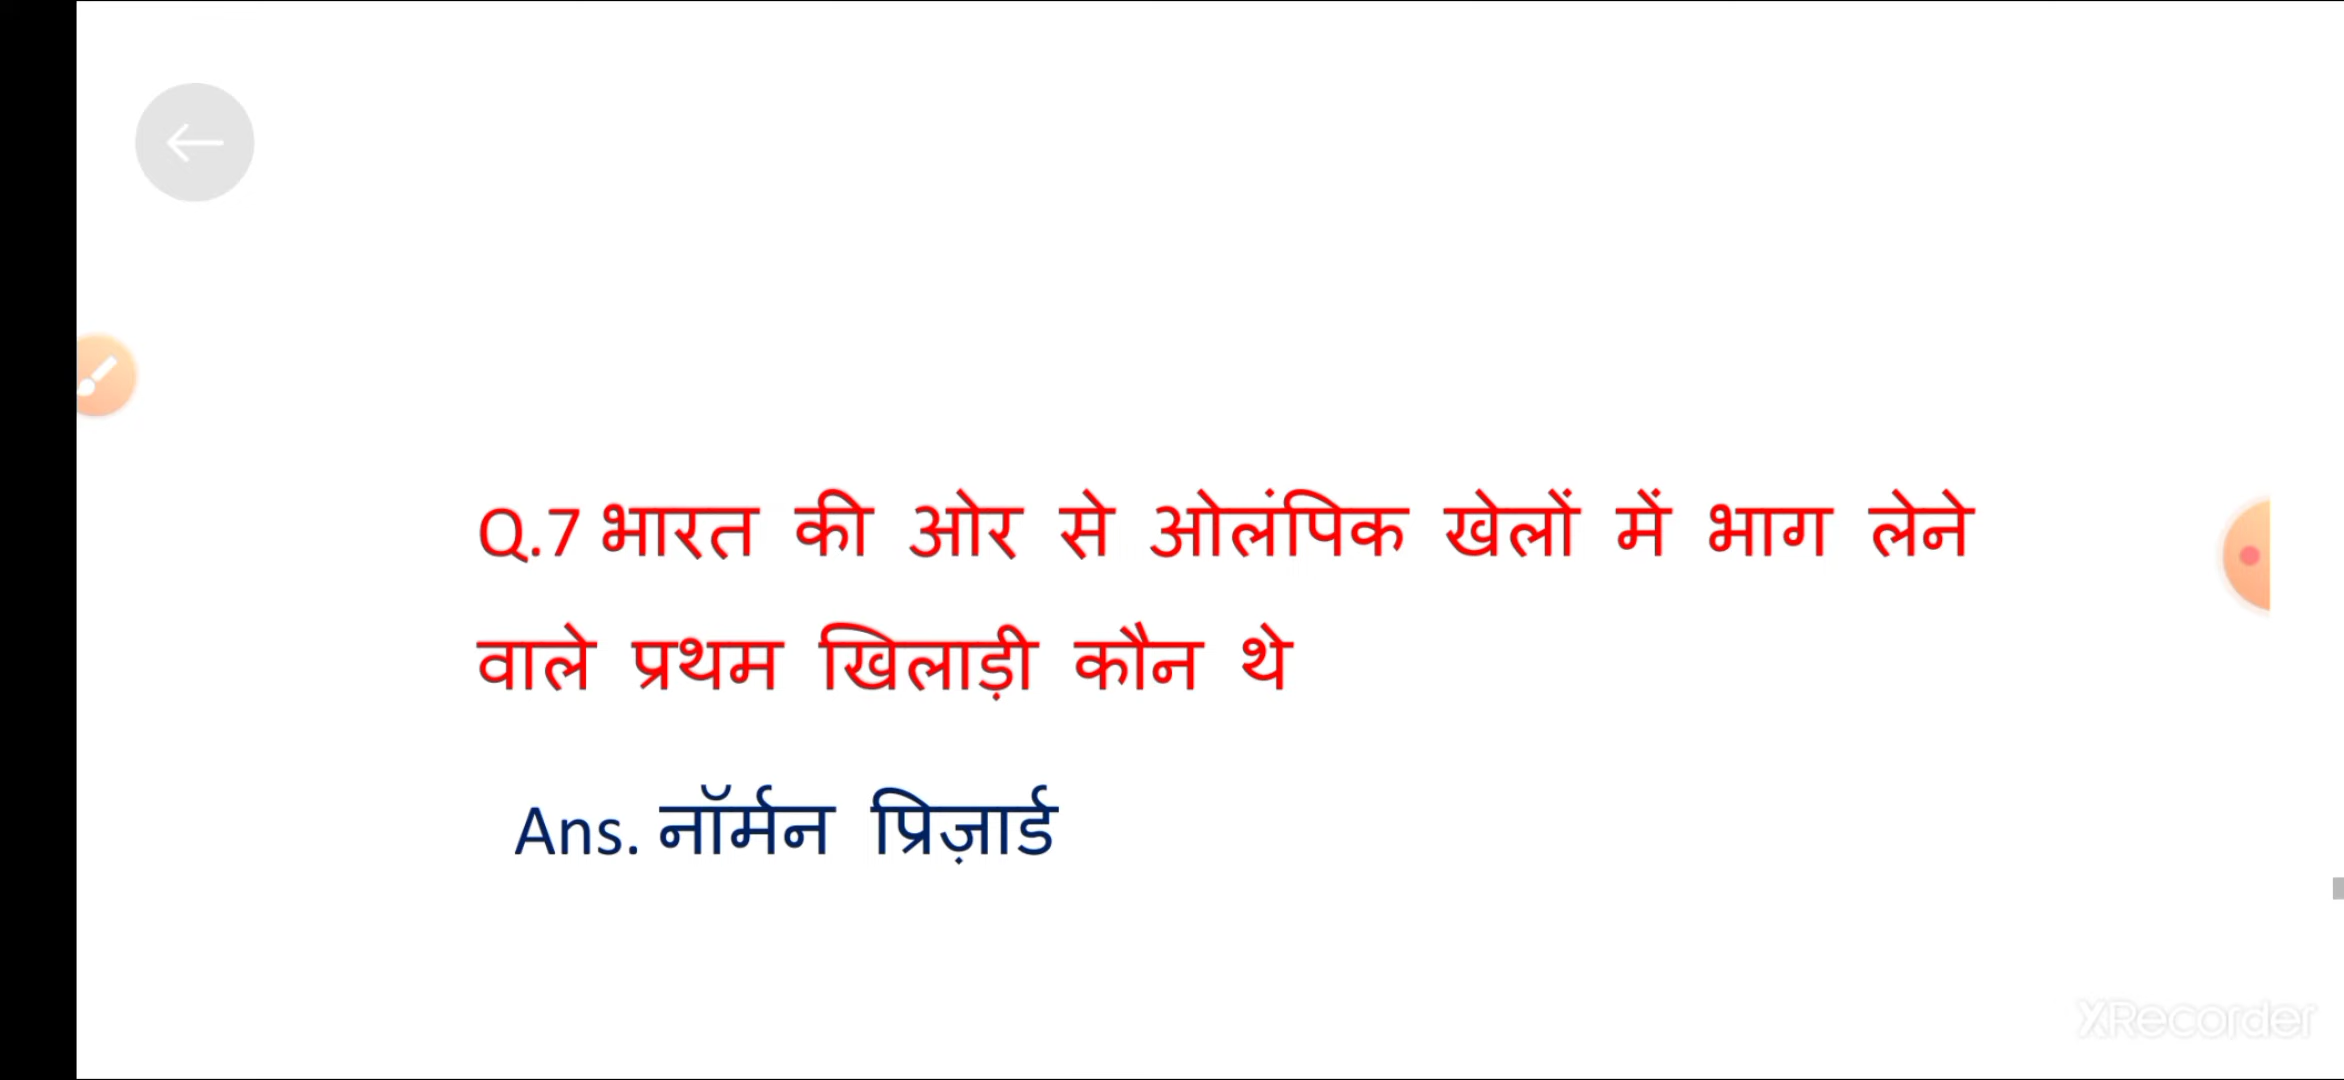 Q.7 भारत की ओर से ओलंपिक खेलों में भाग लेने
वाले प्रथम खिलाड़ी कौन थे
Ans. नॉर्मन प्रिज़ार्ड
XRecorder